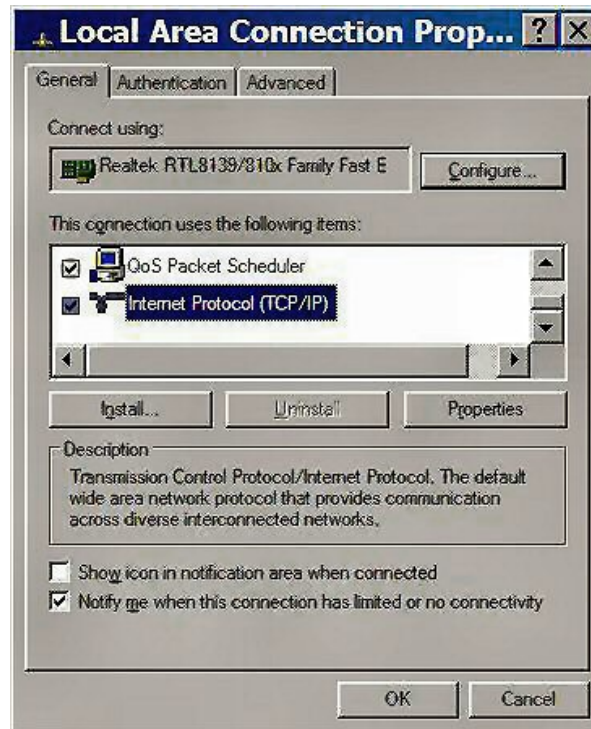 Local Area Connection Prop...
General Authentication Advanced
Connect using:
Realtek RTL8139/810x Family Fast E
Configure...
This connection uses the following items:
QoS Packet Scheduler
Internet Protocol (TCP/IP)
Install... Uninstall Properties
Description
Transmission Control Protocol/Internet Protocol. The default
wide area network protocol that provides communication
across diverse interconnected networks.
Show icon in notification area when connected
Notify me when this connection has limited or no connectivity
OK Cancel